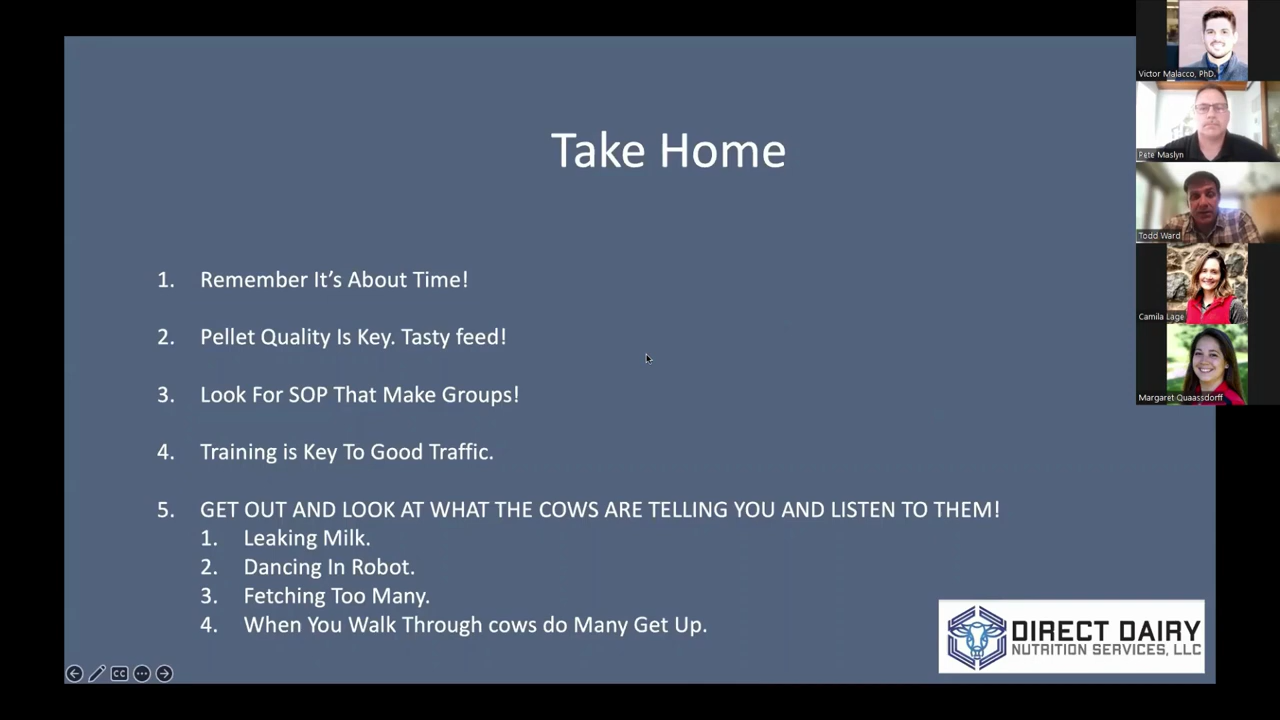 Take Home
1. Remember It’s About Time!
2. Pellet Quality Is Key. Tasty feed!
3. Look For SOP That Make Groups!
4. Training is Key To Good Traffic.
5. GET OUT AND LOOK AT WHAT THE COWS ARE TELLING YOU AND LISTEN TO THEM!
1. Leaking Milk.
2. Dancing In Robot.
3. Fetching Too Many.
4. When You Walk Through cows do Many Get Up.
DIRECT DAIRY
NUTRITION SERVICES, LLC
CC
Victor Malacco, PhD,
Pete Maslyn
Todd Ward
Camila Lage
Margaret Quaassdorff